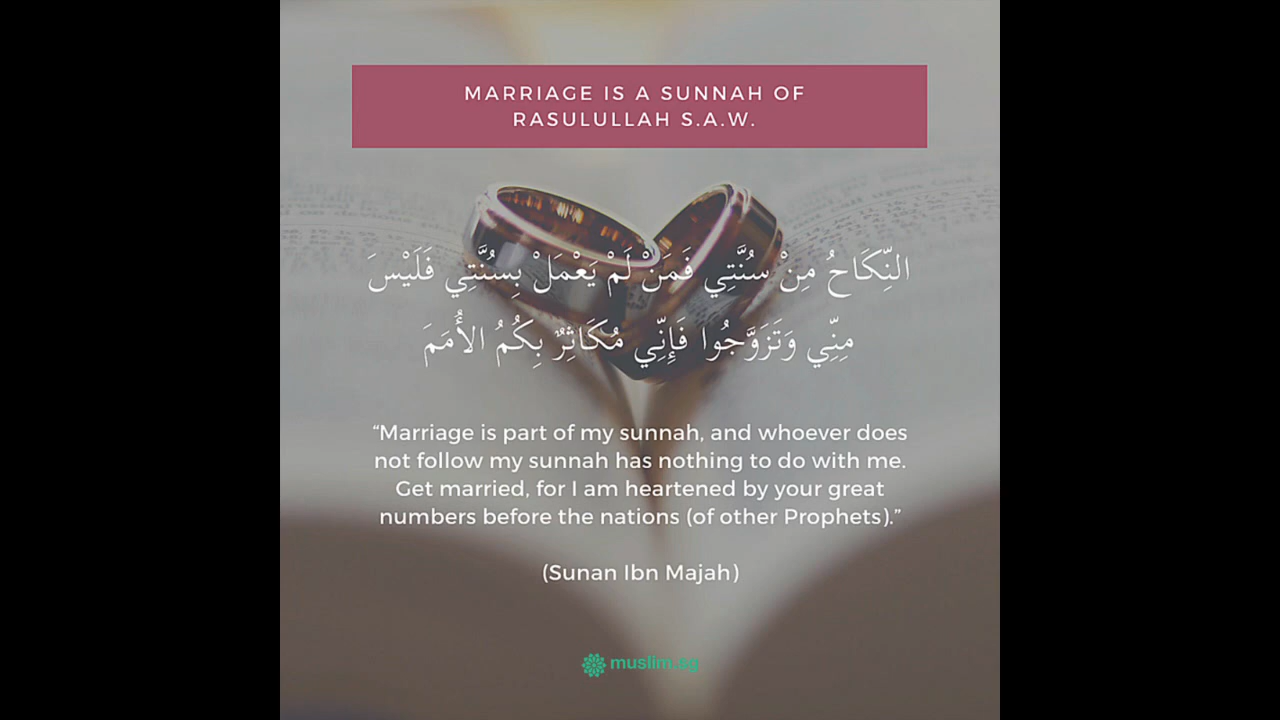 MARRIAGE IS A SUNNAH OF
RASULULLAH S.A.W.
النِّكَاحُ مِنْ سُنَّتِي فَمَنْ لَمْ يَعْمَلْ بِسُنَّتِي فَلَيْسَ
مِنِّي وَتَزَوَّجُوا فَإِنِّي مُكَاثِرٌ بِكُمُ الأُمَمَ
“Marriage is part of my sunnah, and whoever does
not follow my sunnah has nothing to do with me.
Get married, for I am heartened by your great
numbers before the nations (of other Prophets).”
(Sunan Ibn Majah)
muslim.sg